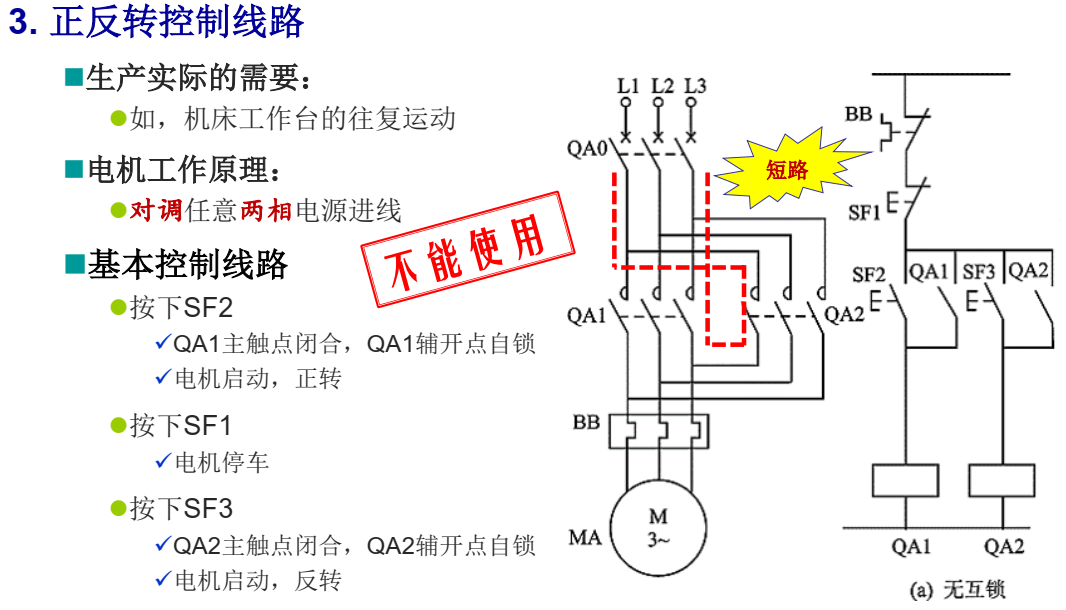 3. 正反转控制线路
■生产实际的需要：
●如，机床工作台的往复运动
■电机工作原理：
●对调任意两相电源进线
■基本控制线路
●按下SF2
✓QA1主触点闭合，QA1辅开点自锁
✓电机启动，正转
●按下SF1
✓电机停车
●按下SF3
✓QA2主触点闭合，QA2辅开点自锁
✓电机启动，反转
不能使用
L1 L2 L3
QA0
短路
QA1
QA2
BB
MA
M
3~
BB
SF1
SF2 QA1 SF3 QA2
QA1 QA2
(a) 无互锁